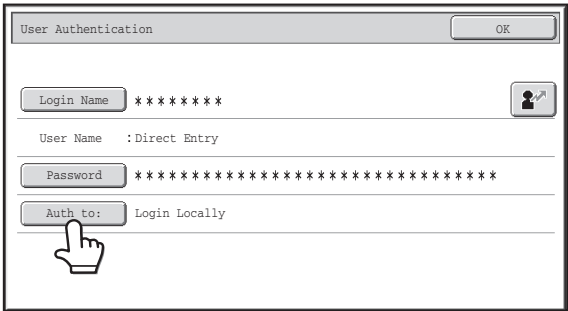 User Authentication OK
Login Name ********
User Name :Direct Entry
Password ********************************
Auth to: Login Locally